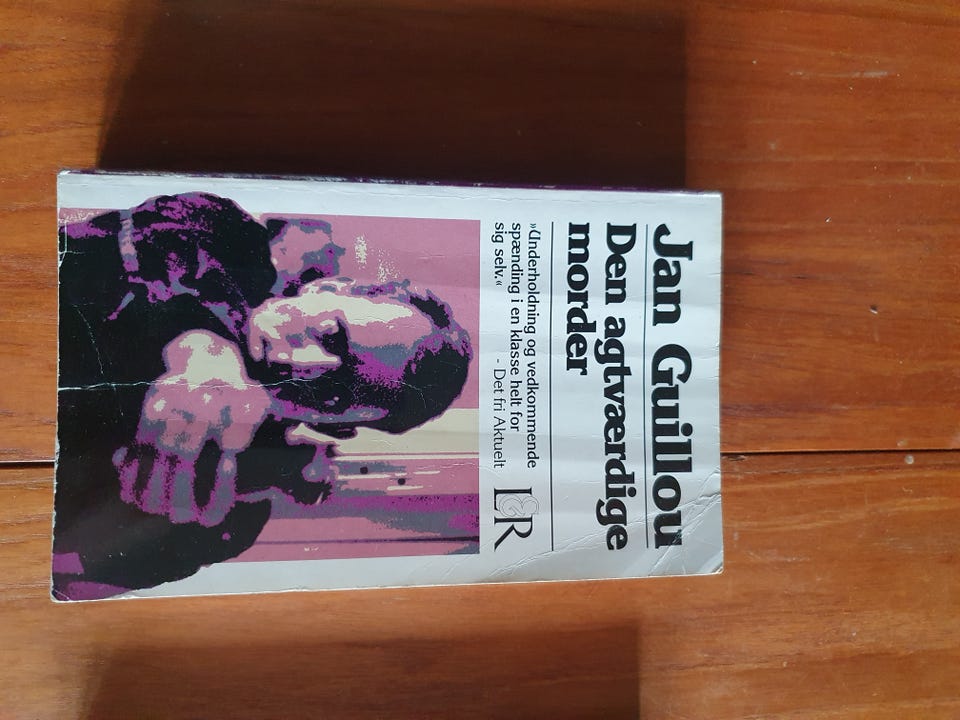 Jan Guillou
Den agtværdige
morder
»Underholdning og vedkommende
spænding i en klasse helt for
sig selv.«
- Det fri Aktuelt
L&R